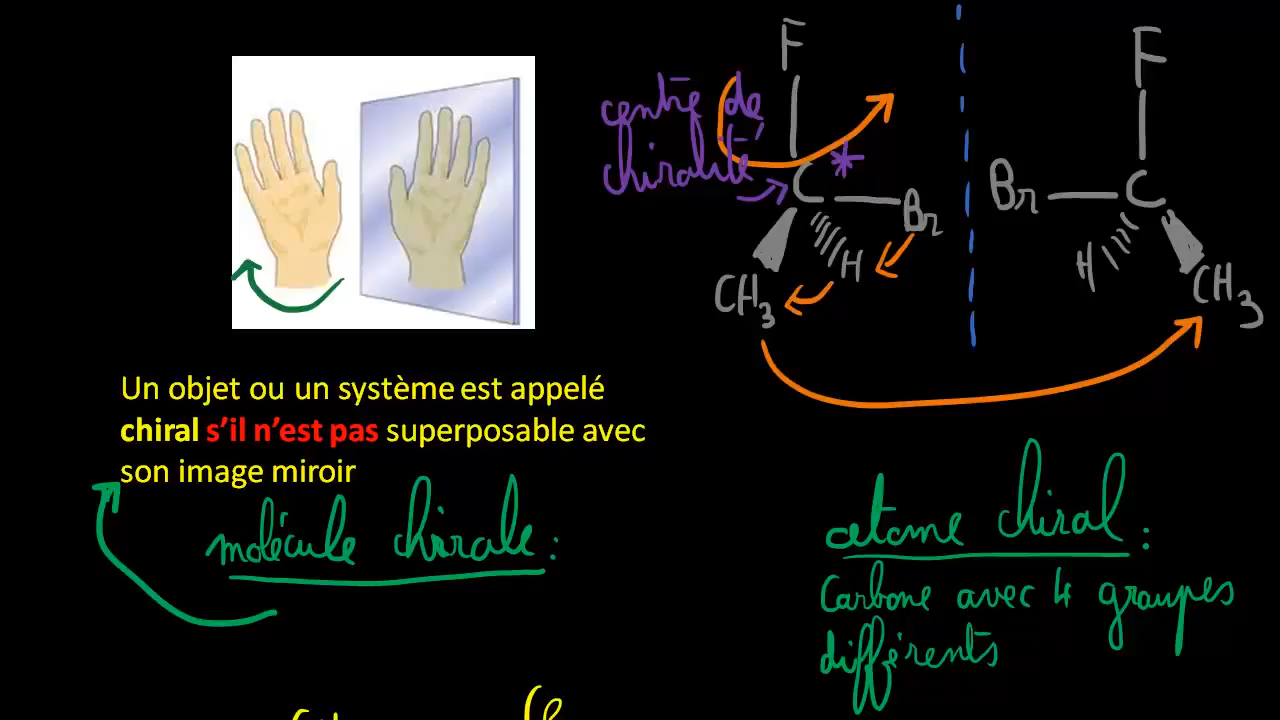 F
centre de
chiralité
*
C
Br
H
CH3
F
Br
C
H
CH3
Un objet ou un système est appelé
chiral s’il n’est pas superposable avec
son image miroir
molécule chirale :
atome chiral :
Carbone avec 4 groupes
différents